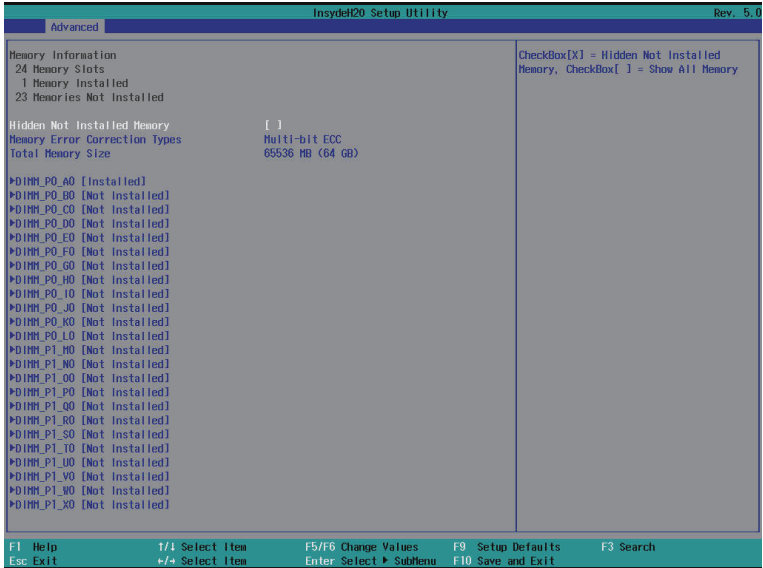 InsydeH2O Setup Utility Rev. 5.0
Advanced
Memory Information
24 Memory Slots
1 Memory Installed
23 Memories Not Installed
Hidden Not Installed Memory [ ]
Memory Error Correction Types Multi-bit ECC
Total Memory Size 65536 MB (64 GB)
▶DIMM_P0_A0 [Installed]
▶DIMM_P0_B0 [Not Installed]
▶DIMM_P0_C0 [Not Installed]
▶DIMM_P0_D0 [Not Installed]
▶DIMM_P0_E0 [Not Installed]
▶DIMM_P0_F0 [Not Installed]
▶DIMM_P0_G0 [Not Installed]
▶DIMM_P0_H0 [Not Installed]
▶DIMM_P0_I0 [Not Installed]
▶DIMM_P0_J0 [Not Installed]
▶DIMM_P0_K0 [Not Installed]
▶DIMM_P0_L0 [Not Installed]
▶DIMM_P1_M0 [Not Installed]
▶DIMM_P1_N0 [Not Installed]
▶DIMM_P1_O0 [Not Installed]
▶DIMM_P1_P0 [Not Installed]
▶DIMM_P1_Q0 [Not Installed]
▶DIMM_P1_R0 [Not Installed]
▶DIMM_P1_S0 [Not Installed]
▶DIMM_P1_T0 [Not Installed]
▶DIMM_P1_U0 [Not Installed]
▶DIMM_P1_V0 [Not Installed]
▶DIMM_P1_W0 [Not Installed]
▶DIMM_P1_X0 [Not Installed]
CheckBox[X] = Hidden Not Installed
Memory, CheckBox[ ] = Show All Memory
F1 Help ↑/↓ Select Item F5/F6 Change Values F9 Setup Defaults F3 Search
Esc Exit ←/→ Select Item Enter Select ▶ SubMenu F10 Save and Exit